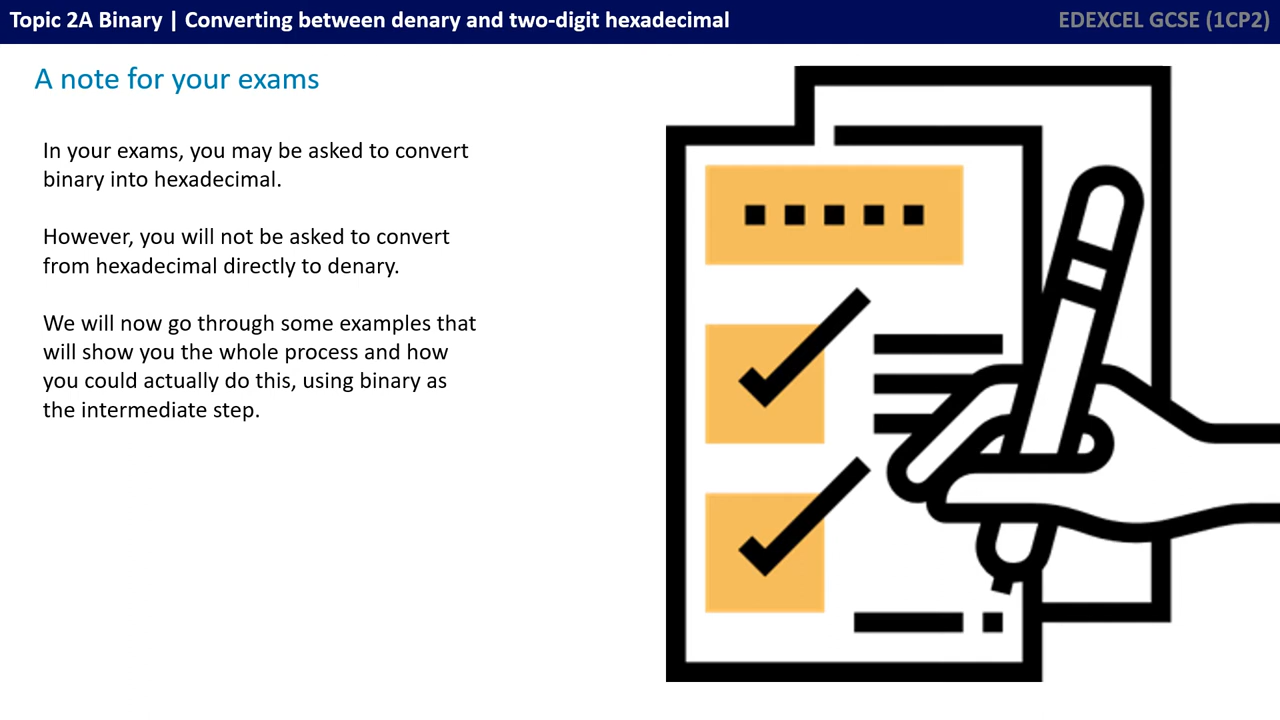 Topic 2A Binary | Converting between denary and two-digit hexadecimal
EDEXCEL GCSE (1CP2)
A note for your exams
In your exams, you may be asked to convert
binary into hexadecimal.
However, you will not be asked to convert
from hexadecimal directly to denary.
We will now go through some examples that
will show you the whole process and how
you could actually do this, using binary as
the intermediate step.